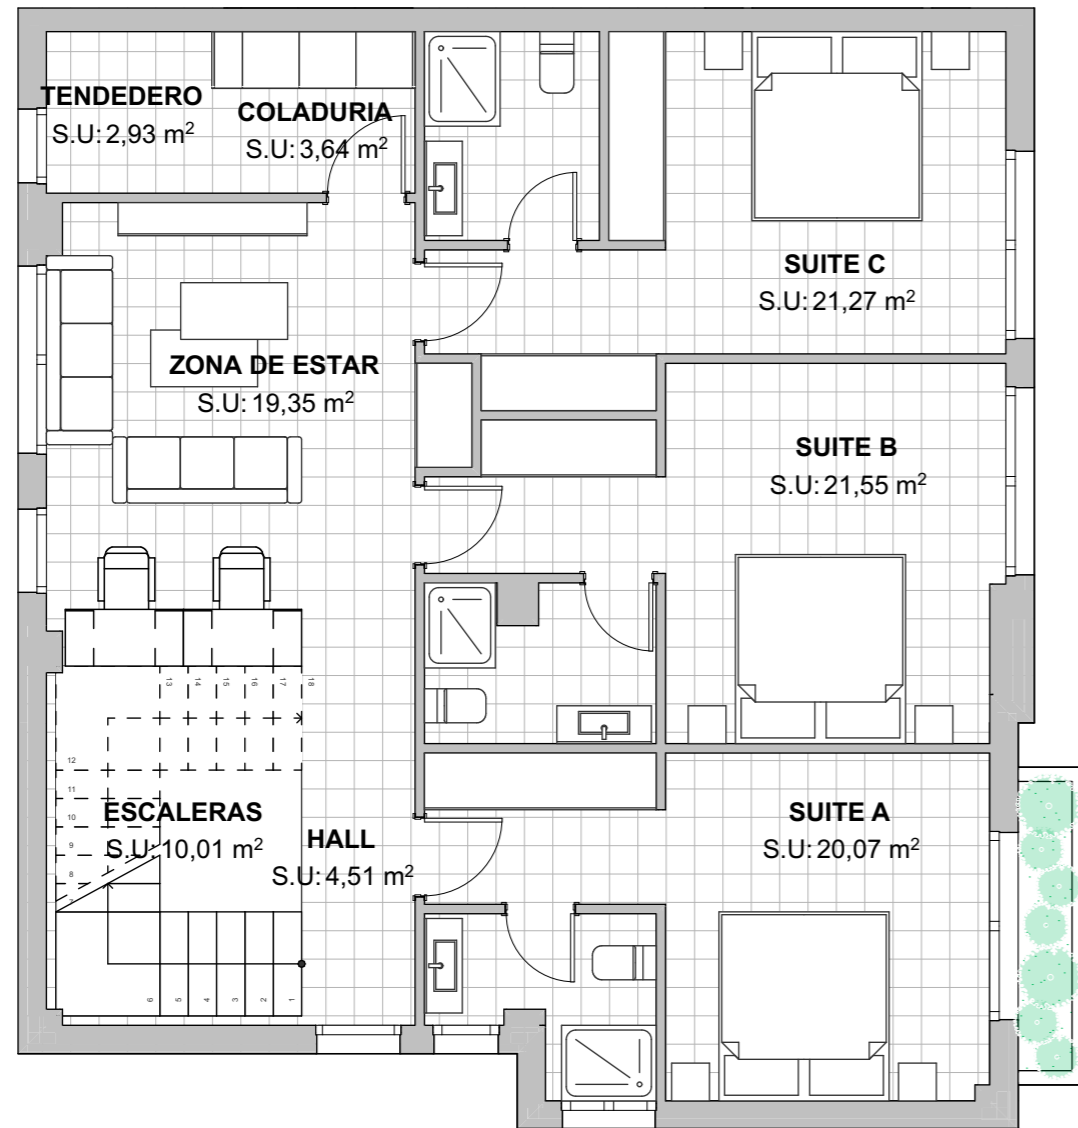 TENDEDERO
S.U: 2,93 m²
COLADURIA
S.U: 3,64 m²
SUITE C
S.U: 21,27 m²
ZONA DE ESTAR
S.U: 19,35 m²
SUITE B
S.U: 21,55 m²
13 14 15 16 17 18
12
11
10
9
8
ESCALERAS
S.U: 10,01 m²
HALL
S.U: 4,51 m²
SUITE A
S.U: 20,07 m²
6 5 4 3 2 1